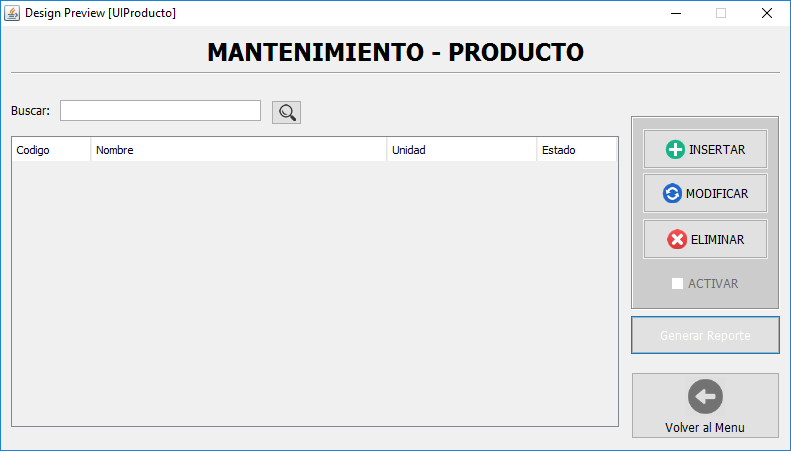 Design Preview [UIProducto]
MANTENIMIENTO - PRODUCTO
Buscar:
Codigo Nombre Unidad Estado
INSERTAR
MODIFICAR
ELIMINAR
ACTIVAR
Generar Reporte
Volver al Menu